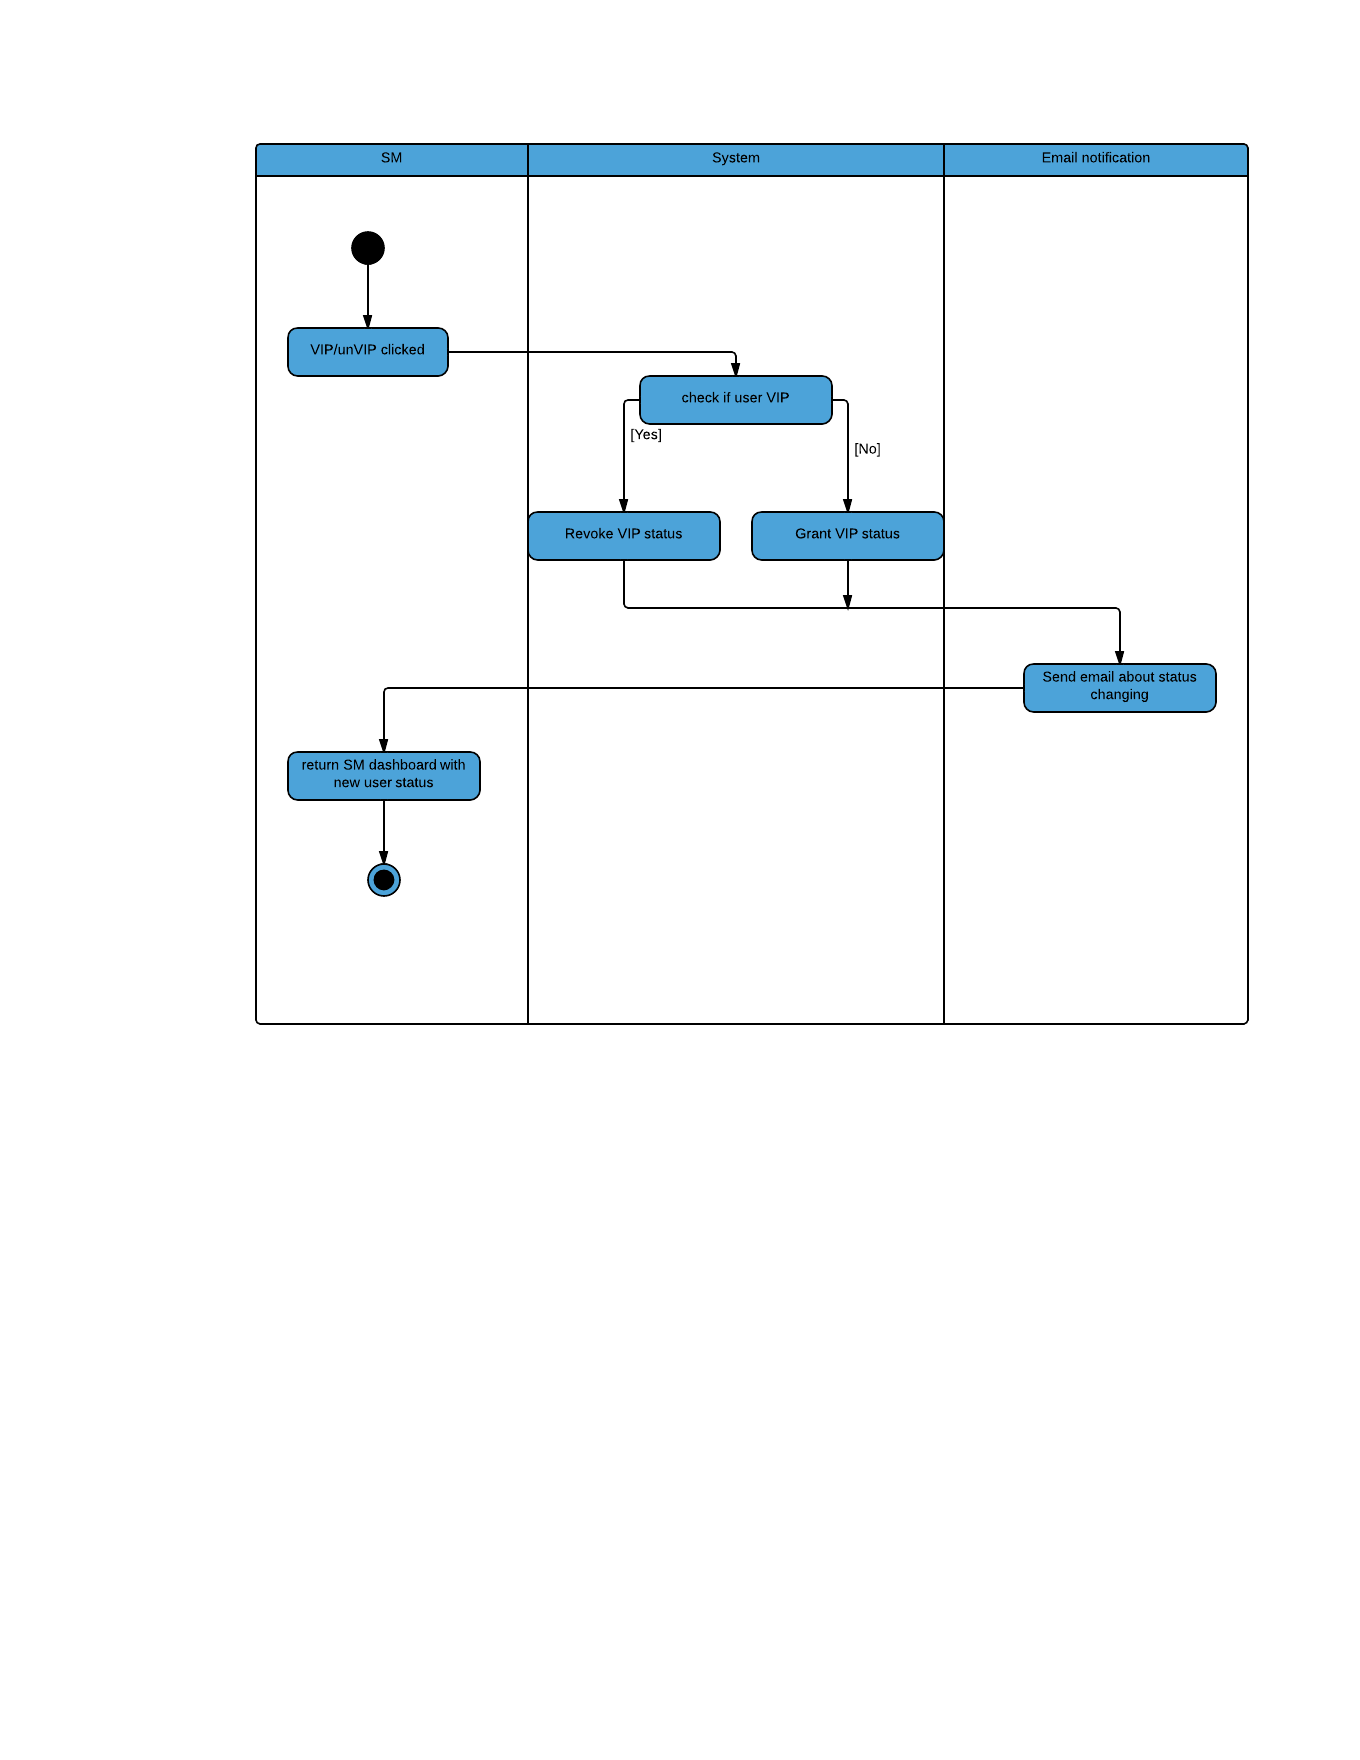 SM
System
Email notification
VIP/unVIP clicked
check if user VIP
[Yes]
[No]
Revoke VIP status
Grant VIP status
Send email about status
changing
return SM dashboard with
new user status